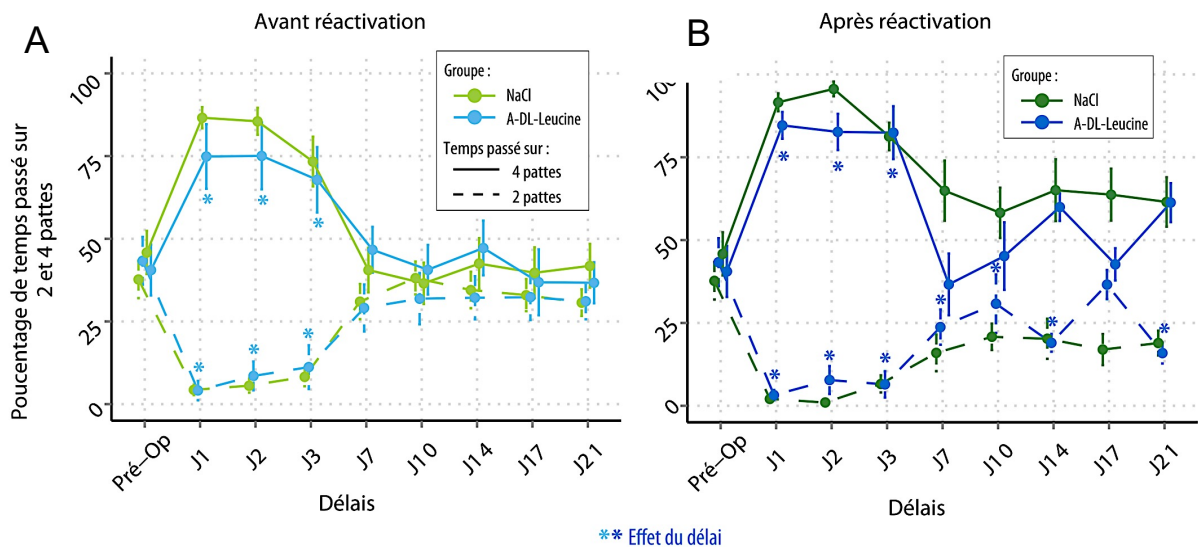 A
Avant réactivation
Poucentage de temps passé sur
2 et 4 pattes
100
75
50
25
0
Groupe :
NaCl
A-DL-Leucine
Temps passé sur :
4 pattes
2 pattes
Pré-Op
J1
J2
J3
J7
J10
J14
J17
J21
Délais
B
Après réactivation
75
50
25
0
Groupe :
NaCl
A-DL-Leucine
Pré-Op
J1
J2
J3
J7
J10
J14
J17
J21
Délais
** Effet du délai